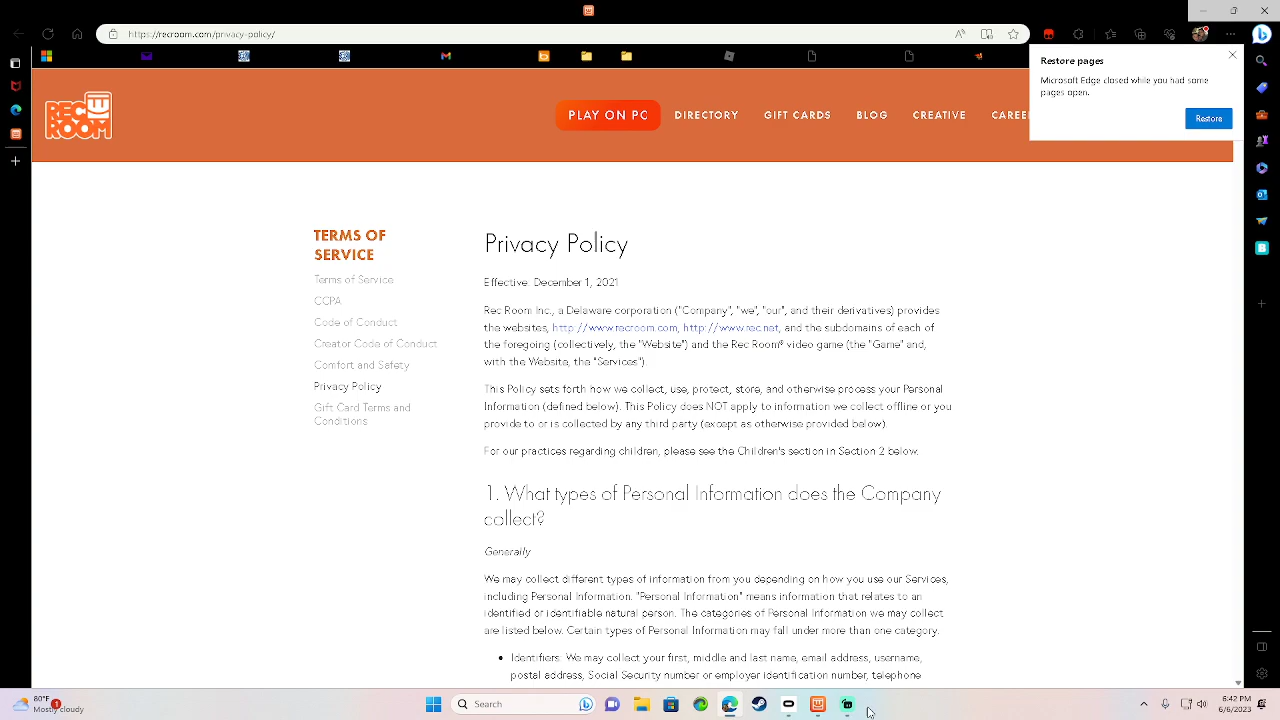 https://recroom.com/privacy-policy/
Restore pages
Microsoft Edge closed while you had some
pages open.
Restore
REC
ROOM
PLAY ON PC
DIRECTORY
GIFT CARDS
BLOG
CREATIVE
TERMS OF
SERVICE
Terms of Service
CCPA
Code of Conduct
Creator Code of Conduct
Comfort and Safety
Privacy Policy
Gift Card Terms and
Conditions
Privacy Policy
Effective: December 1, 2021
Rec Room Inc., a Delaware corporation ("Company", "we", "our", and their derivatives) provides
the websites, http://www.recroom.com, http://www.rec.net, and the subdomains of each of
the foregoing (collectively, the "Website") and the Rec Room® video game (the "Game" and,
with the Website, the "Services").
This Policy sets forth how we collect, use, protect, store, and otherwise process your Personal
Information (defined below). This Policy does NOT apply to information we collect offline or you
provide to or is collected by any third party (except as otherwise provided below)
For our practices regarding children, please see the Children's section in Section 2 below.
1. What types of Personal Information does the Company
collect?
Generally
We may collect different types of information from you depending on how you use our Services,
including Personal Information. "Personal Information" means information that relates to an
identified or identifiable natural person. The categories of Personal Information we may collect
are listed below. Certain types of Personal Information may fall under more than one category.
• Identifiers: We may collect your first, middle and last name, email address, username,
postal address, Social Security number or employer identification number, telephone
80°F
Mostly cloudy
Search
6:42 PM
6/6/2023